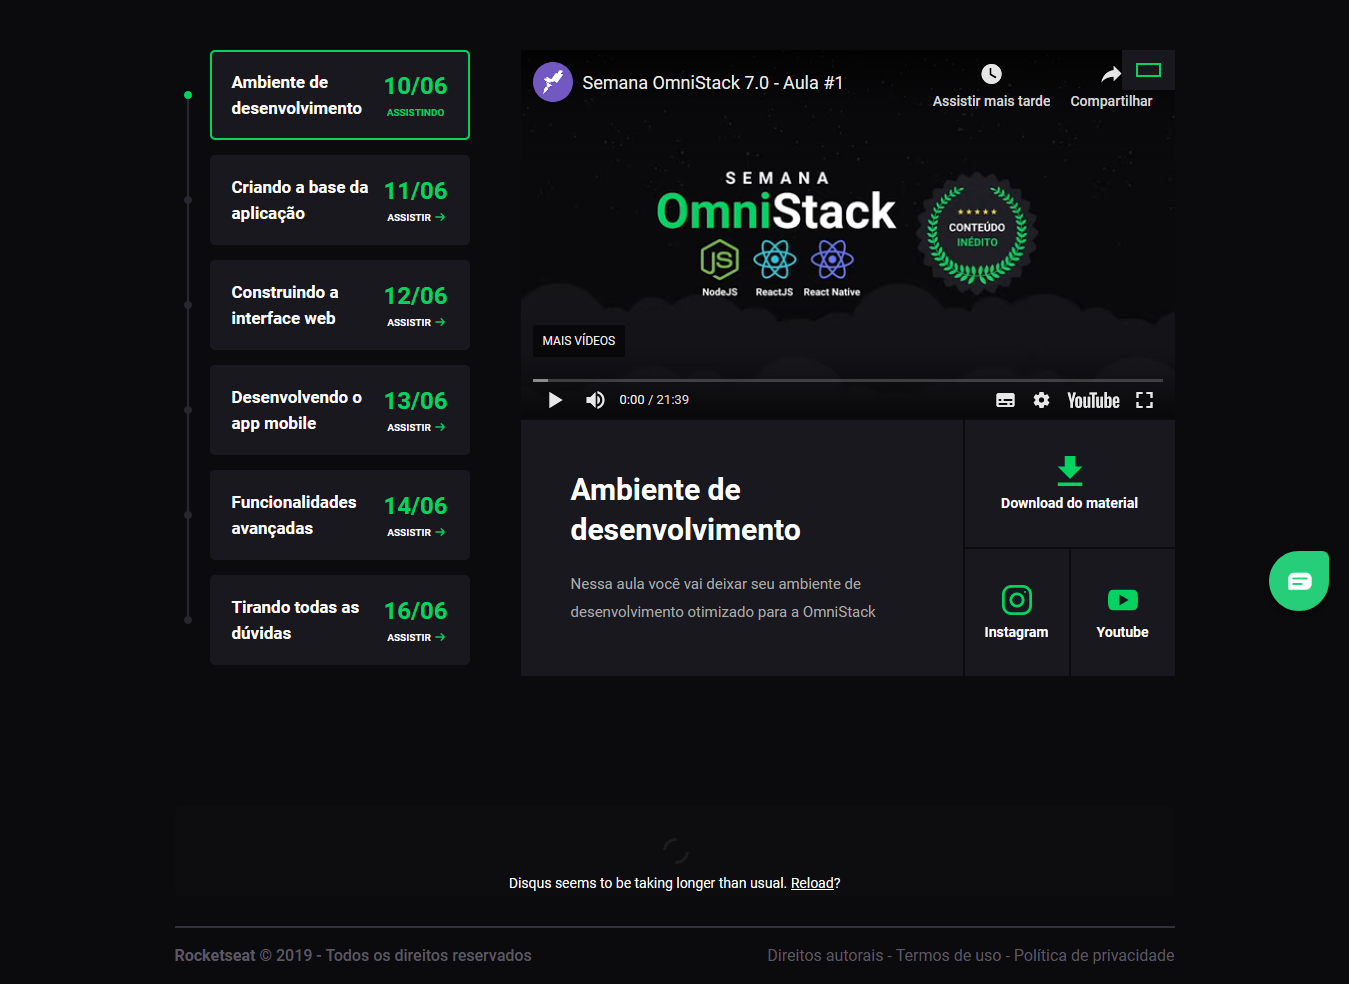 Ambiente de
desenvolvimento
10/06
ASSISTINDO
Criando a base da
aplicação
11/06
ASSISTIR →
Construindo a
interface web
12/06
ASSISTIR →
Desenvolvendo o
app mobile
13/06
ASSISTIR →
Funcionalidades
avançadas
14/06
ASSISTIR →
Tirando todas as
dúvidas
16/06
ASSISTIR →
Semana OmniStack 7.0 - Aula #1
Assistir mais tarde
Compartilhar
SEMANA
OmniStack
JS
NodeJS
ReactJS
React Native
CONTEÚDO
INÉDITO
MAIS VÍDEOS
0:00 / 21:39
YouTube
Ambiente de
desenvolvimento
Nessa aula você vai deixar seu ambiente de
desenvolvimento otimizado para a OmniStack
Download do material
Instagram
Youtube
Disqus seems to be taking longer than usual. Reload?
Rocketseat © 2019 - Todos os direitos reservados
Direitos autorais - Termos de uso - Política de privacidade